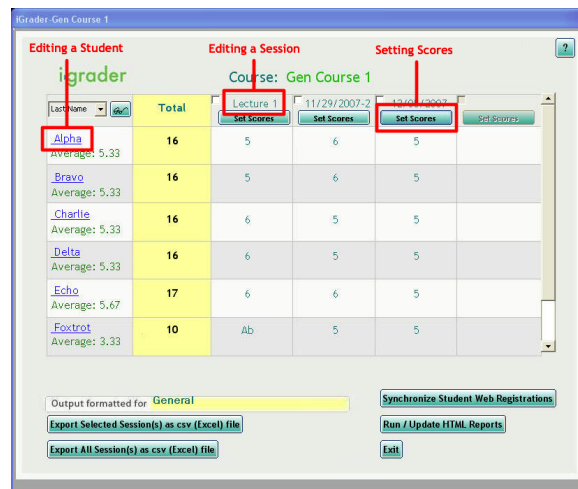 iGrader-Gen Course 1
Editing a Student Editing a Session Setting Scores ?
igrader Course: Gen Course 1
Last Name Total Lecture 1 11/29/2007-2 12/05/2007
Set Scores Set Scores Set Scores Set Scores
Alpha 16 5 6 5
Average: 5.33
Bravo 16 5 6 5
Average: 5.33
Charlie 16 6 5 5
Average: 5.33
Delta 16 6 5 5
Average: 5.33
Echo 17 6 6 5
Average: 5.67
Foxtrot 10 Ab 5 5
Average: 3.33
Output formatted for General Synchronize Student Web Registrations
Export Selected Session(s) as csv (Excel) file Run / Update HTML Reports
Export All Session(s) as csv (Excel) file Exit